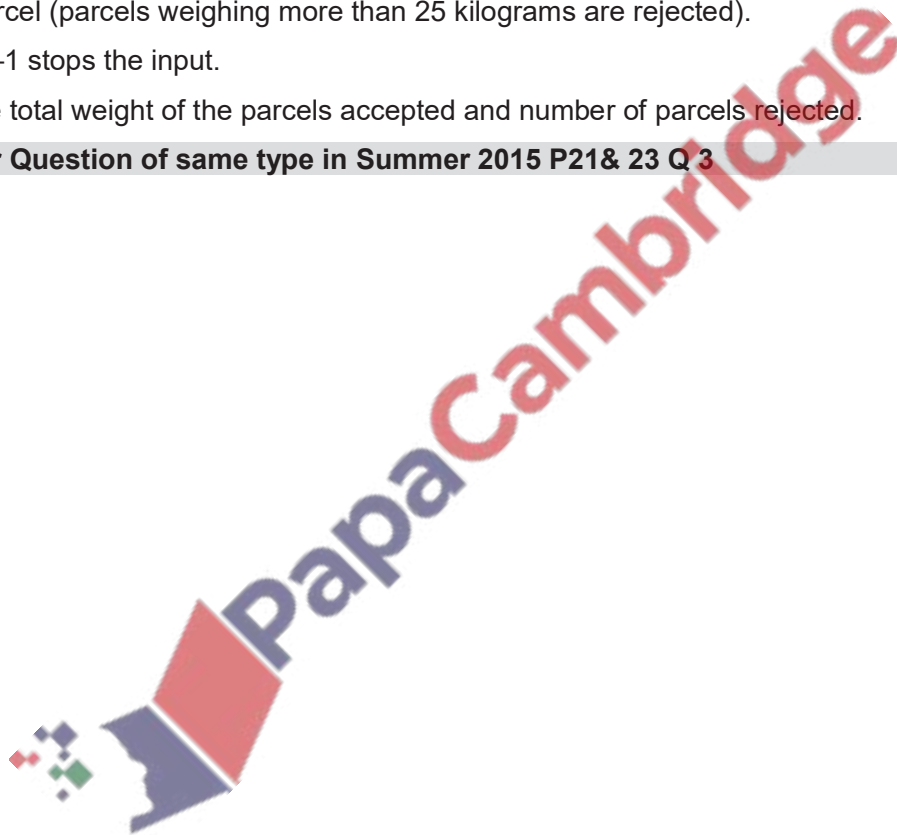 rcel (parcels weighing more than 25 kilograms are rejected).
-1 stops the input.
total weight of the parcels accepted and number of parcels rejected.
Question of same type in Summer 2015 P21& 23 Q 3
PapaCambridge